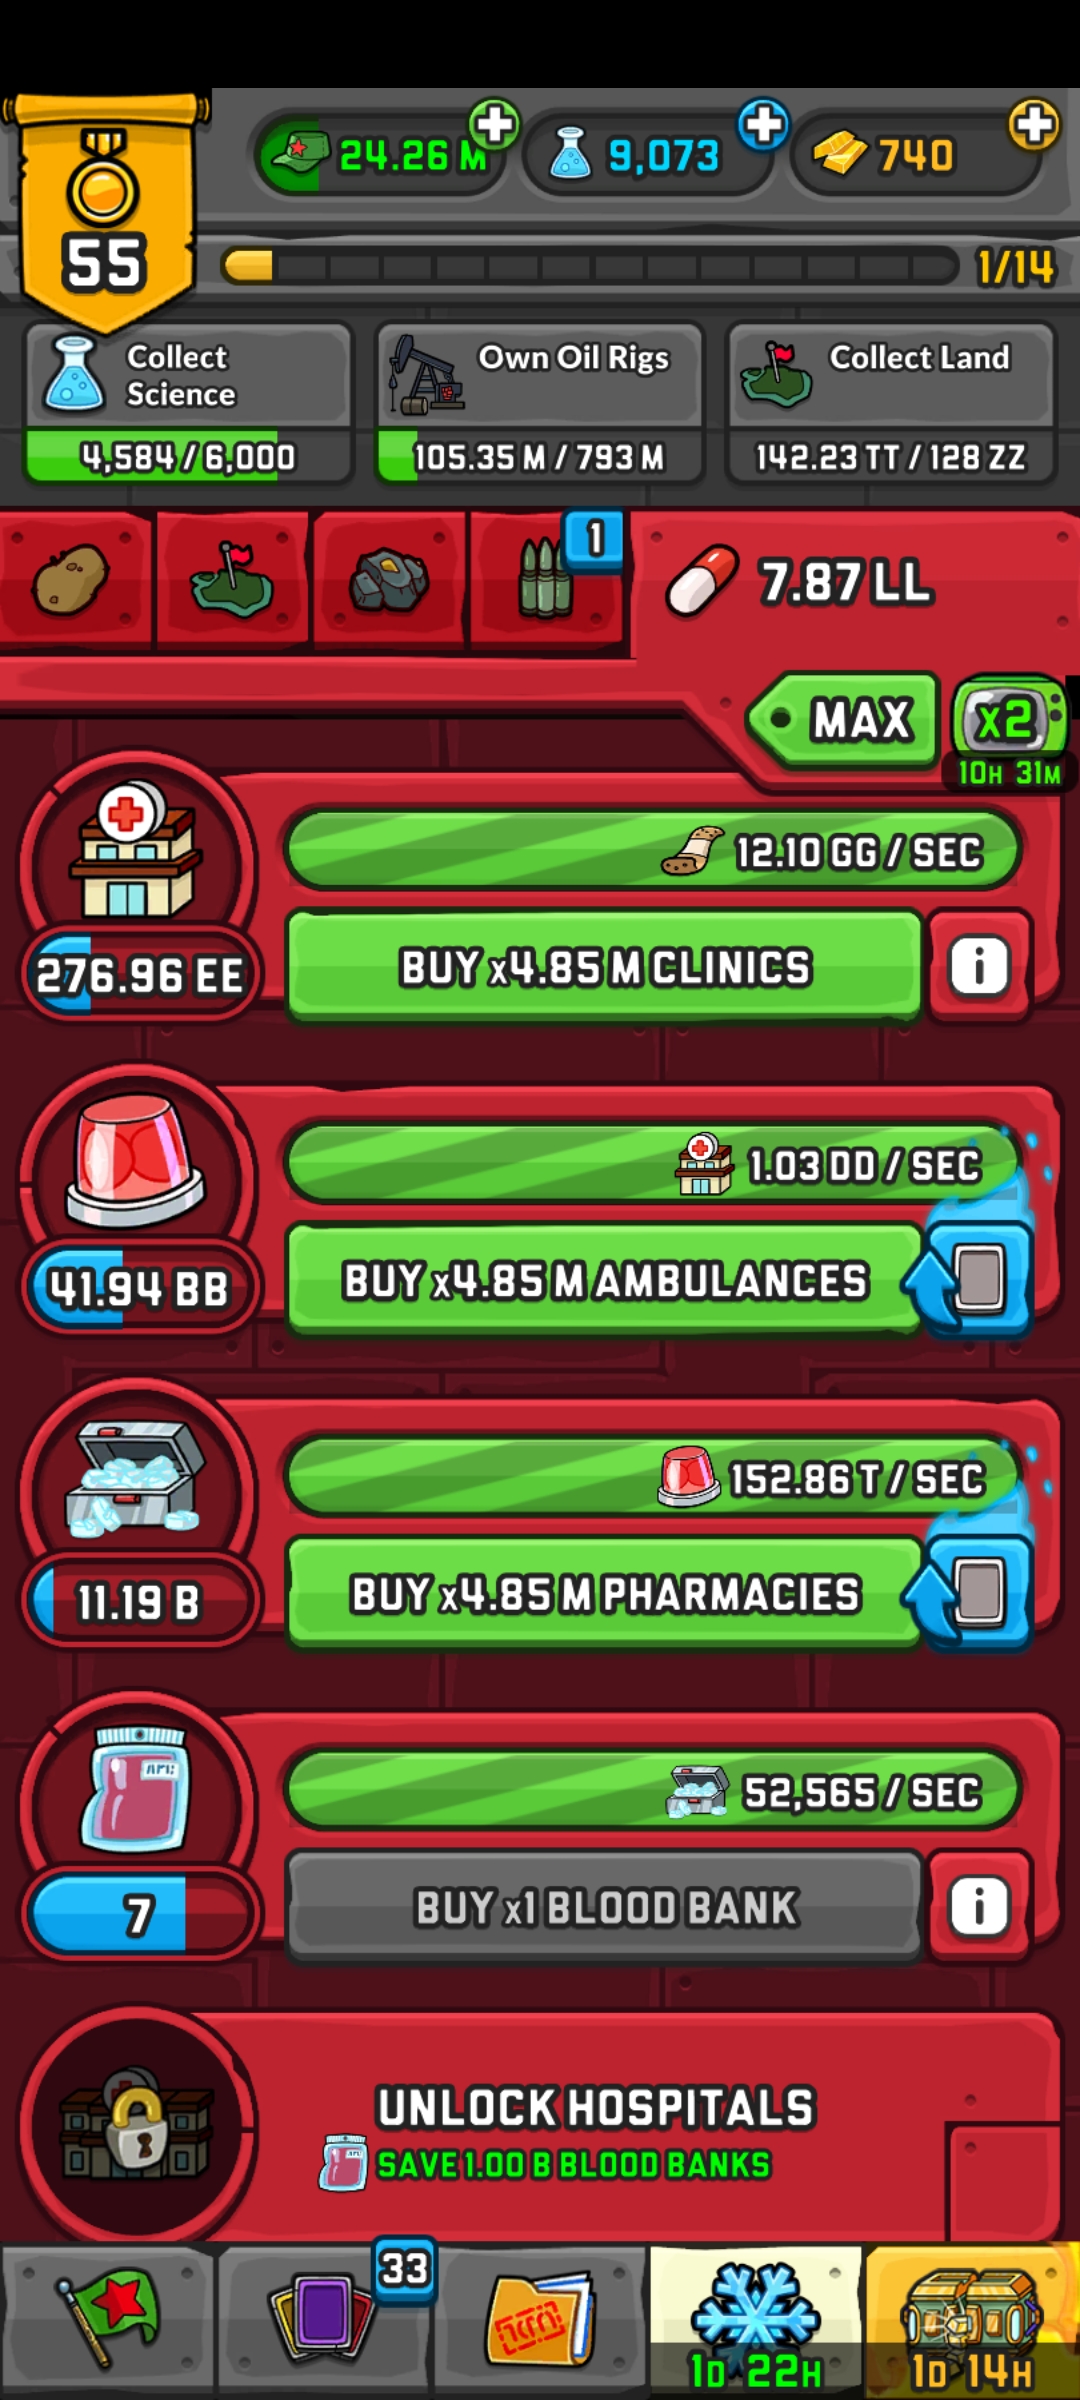 24.26 M
9,073
740
55
1/14
Collect
Science
Own Oil Rigs
Collect Land
4,584 / 6,000
105.35 M / 793 M
142.23 TT / 128 ZZ
1
7.87 LL
MAX
x2
10H 31M
12.10 GG / SEC
276.96 EE
BUY x4.85 M CLINICS
i
1.03 DD / SEC
41.94 BB
BUY x4.85 M AMBULANCES
152.86 T / SEC
11.19 B
BUY x4.85 M PHARMACIES
52,565 / SEC
7
BUY x1 BLOOD BANK
i
UNLOCK HOSPITALS
SAVE 1.00 B BLOOD BANKS
33
1D 22H
1D 14H